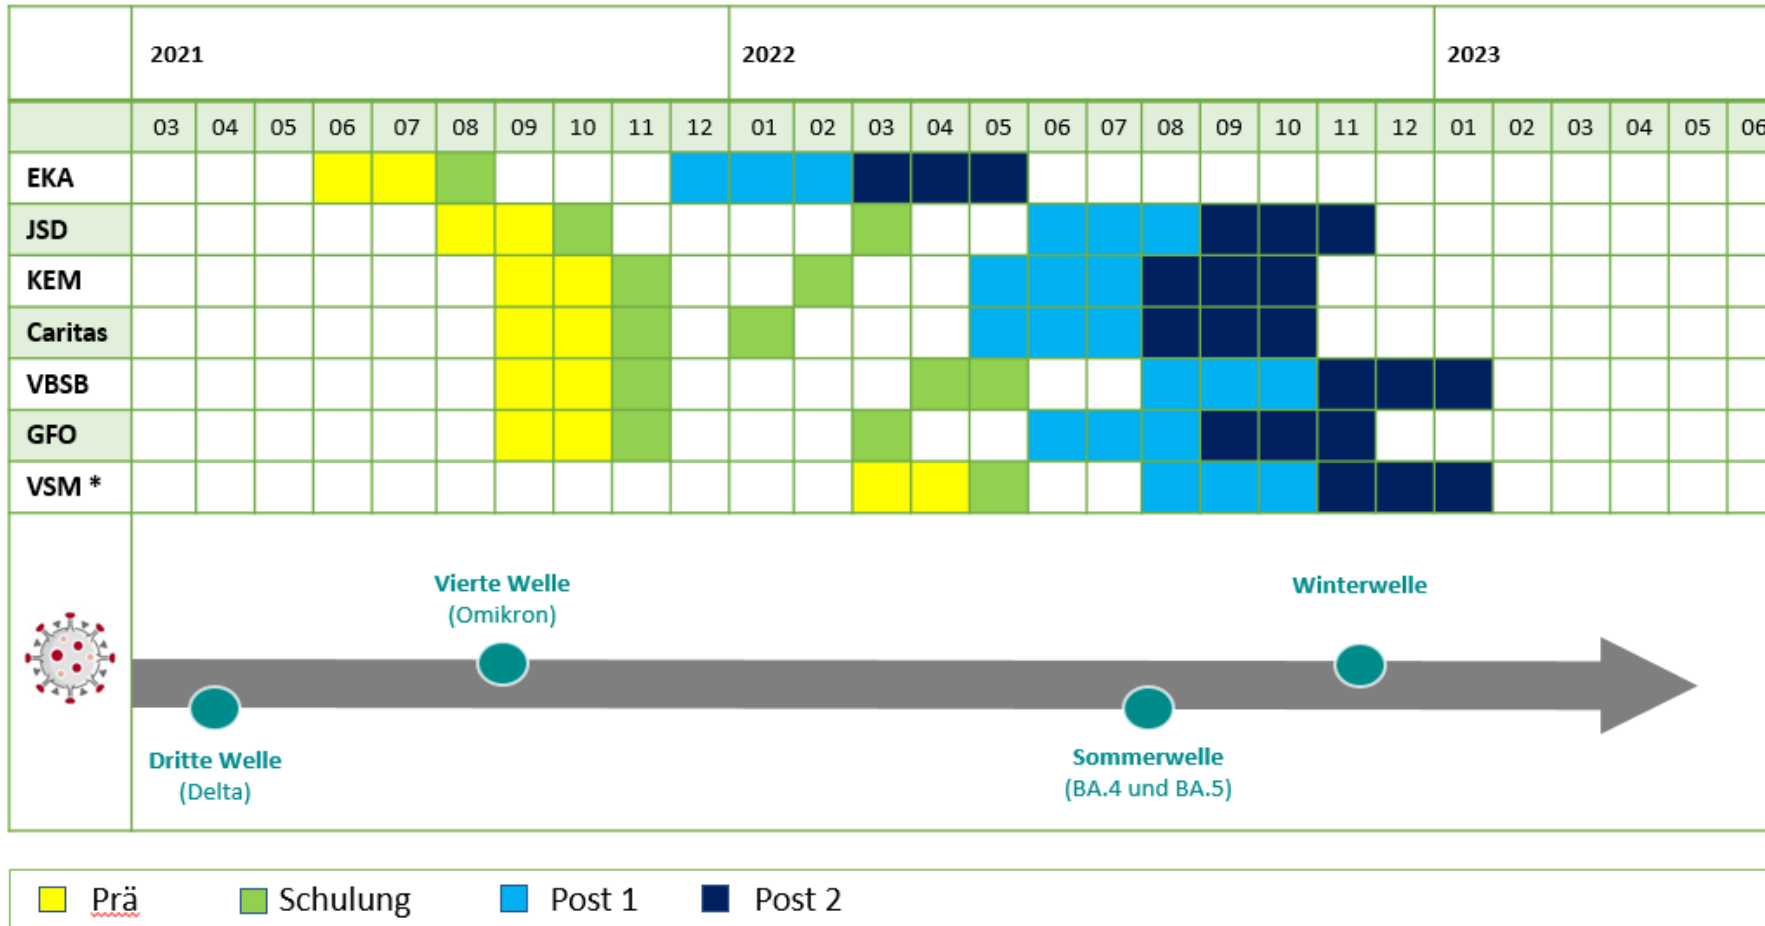 2021 2022 2023
03 04 05 06 07 08 09 10 11 12 01 02 03 04 05 06 07 08 09 10 11 12 01 02 03 04 05 06
EKA
JSD
KEM
Caritas
VBSB
GFO
VSM *
Vierte Welle
(Omikron)
Winterwelle
Dritte Welle
(Delta)
Sommerwelle
(BA.4 und BA.5)
Prä Schulung Post 1 Post 2